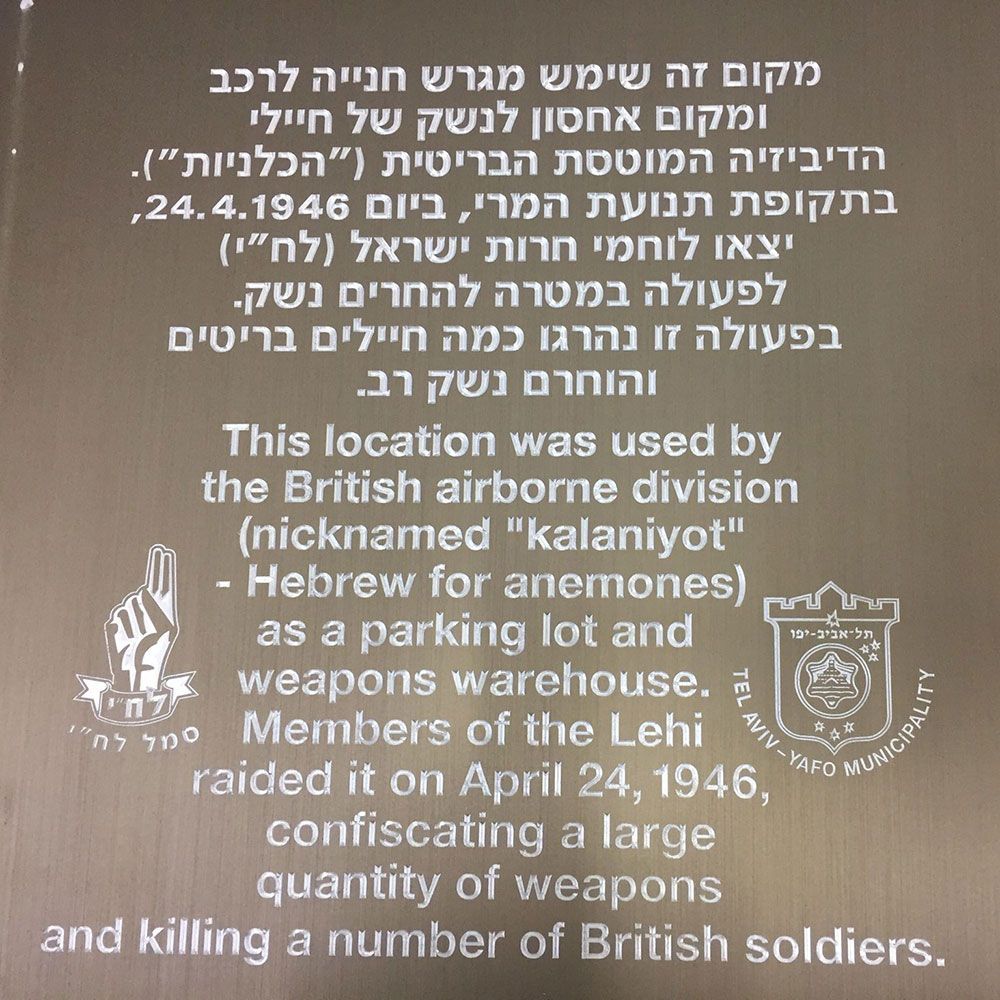 מקום זה שימש מגרש חנייה לרכב
ומקום אחסון לנשק של חיילי
הדיביזיה המוטסת הבריטית ("הכלניות").
בתקופת תנועת המרי, ביום 24.4.1946,
יצאו לוחמי חרות ישראל (לח"י)
לפעולה במטרה להחרים נשק.
בפעולה זו נהרגו כמה חיילים בריטים
והוחרם נשק רב.
This location was used by
the British airborne division
(nicknamed "kalaniyot"
- Hebrew for anemones)
as a parking lot and
weapons warehouse.
Members of the Lehi
raided it on April 24, 1946,
confiscating a large
quantity of weapons
and killing a number of British soldiers.
לח"י
סמל לח"י
תל-אביב-יפו
TEL AVIV-YAFO MUNICIPALITY